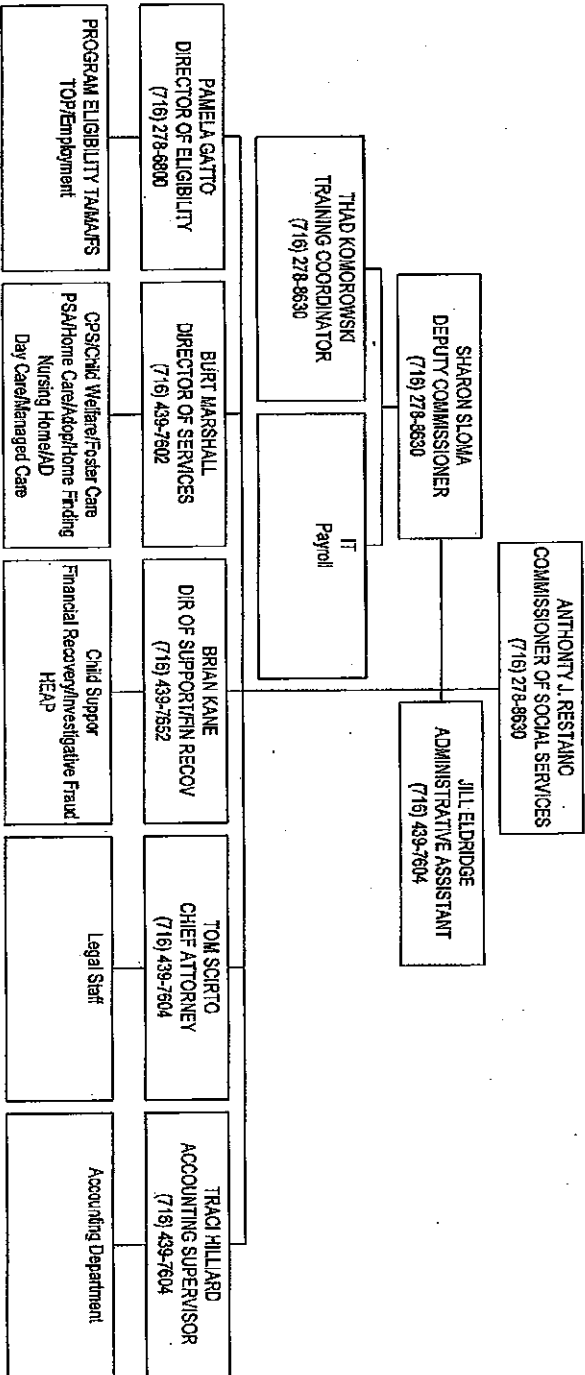 ANTHONTY J. RESTAINO
COMMISSIONER OF SOCIAL SERVICES
(716) 278-8630
SHARON SLOMA
DEPUTY COMMISSIONER
(716) 278-8630
JILL ELDRIDGE
ADMINISTRATIVE ASSISTANT
(716) 439-7604
THAD KOMOROWSKI
TRAINING COORDINATOR
(716) 278-8630
IT
Payroll
PAMELA GATTO
DIRECTOR OF ELIGIBILITY
(716) 278-6800
BURT MARSHALL
DIRECTOR OF SERVICES
(716) 439-7602
BRIAN KANE
DIR OF SUPPORT/FIN RECOV
(716) 439-7652
TOM SCIRTO
CHIEF ATTORNEY
(716) 439-7604
TRACI HILLIARD
ACCOUNTING SUPERVISOR
(716) 439-7604
PROGRAM ELIGIBILITY TA/MA/FS
TOP/Employment
CPS/Child Welfare/Foster Care
PSA/Home Care/Adop/Home Finding
Nursing Home/AD
Day Care/Managed Care
Child Suppor
Financial Recovery/Investigative Fraud
HEAP
Legal Staff
Accounting Department